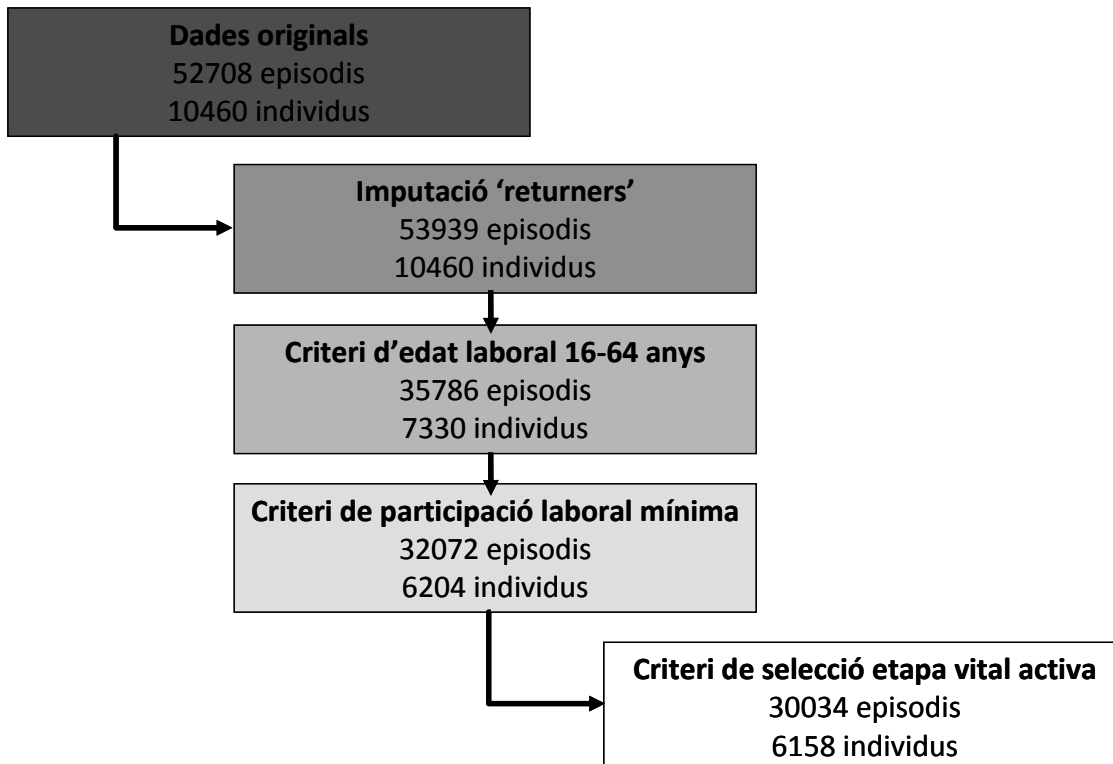 Dades originals
52708 episodis
10460 individus
Imputació ‘returners’
53939 episodis
10460 individus
Criteri d’edat laboral 16-64 anys
35786 episodis
7330 individus
Criteri de participació laboral mínima
32072 episodis
6204 individus
Criteri de selecció etapa vital activa
30034 episodis
6158 individus